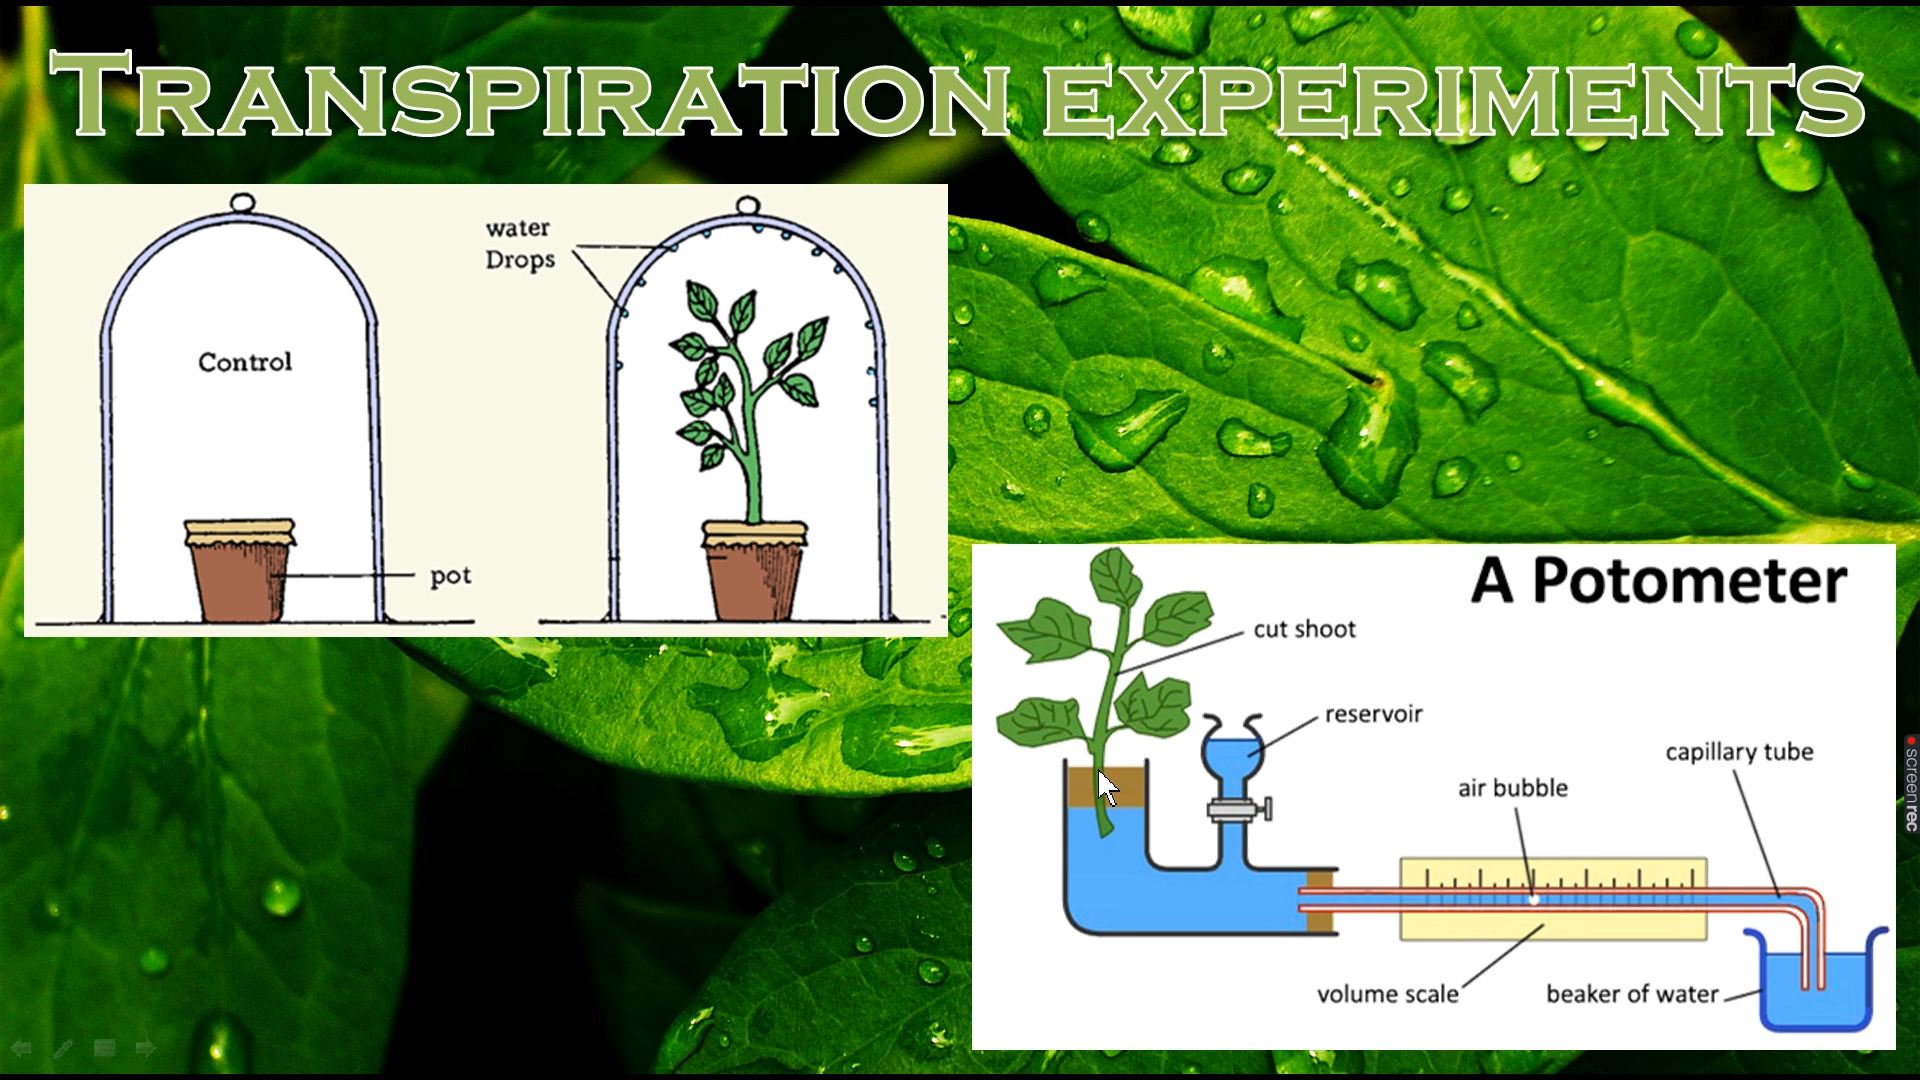 TRANSPIRATION EXPERIMENTS
water
Drops
Control
pot
A Potometer
cut shoot
reservoir
capillary tube
air bubble
volume scale
beaker of water
screenrec